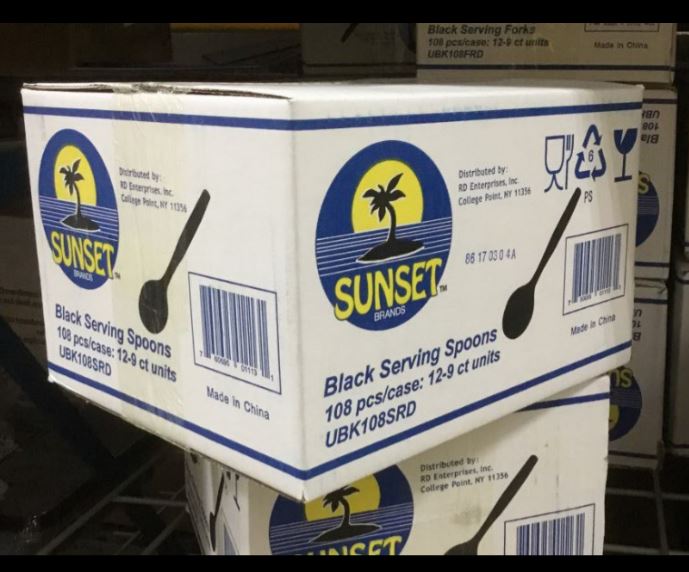 Black Serving Forks
108 pcs/case: 12-9 ct units
UBK108FRD
Made in China
SUNSET™
BRANDS
Distributed by:
RD Enterprises, Inc.
College Point, NY 11356
Black Serving Spoons
108 pcs/case: 12-9 ct units
UBK108SRD
Made in China
SUNSET™
BRANDS
Distributed by:
RD Enterprises, Inc.
College Point, NY 11356
86 17 03 0 4A
6
PS
Black Serving Spoons
108 pcs/case: 12-9 ct units
UBK108SRD
Made in China
Distributed by:
RD Enterprises, Inc.
College Point, NY 11356
SUNSET